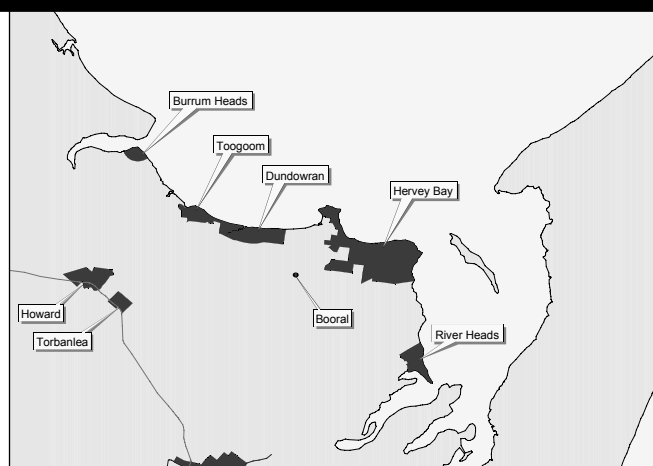 Burrum Heads
Toogoom
Dundowran
Hervey Bay
Howard
Torbanlea
Booral
River Heads